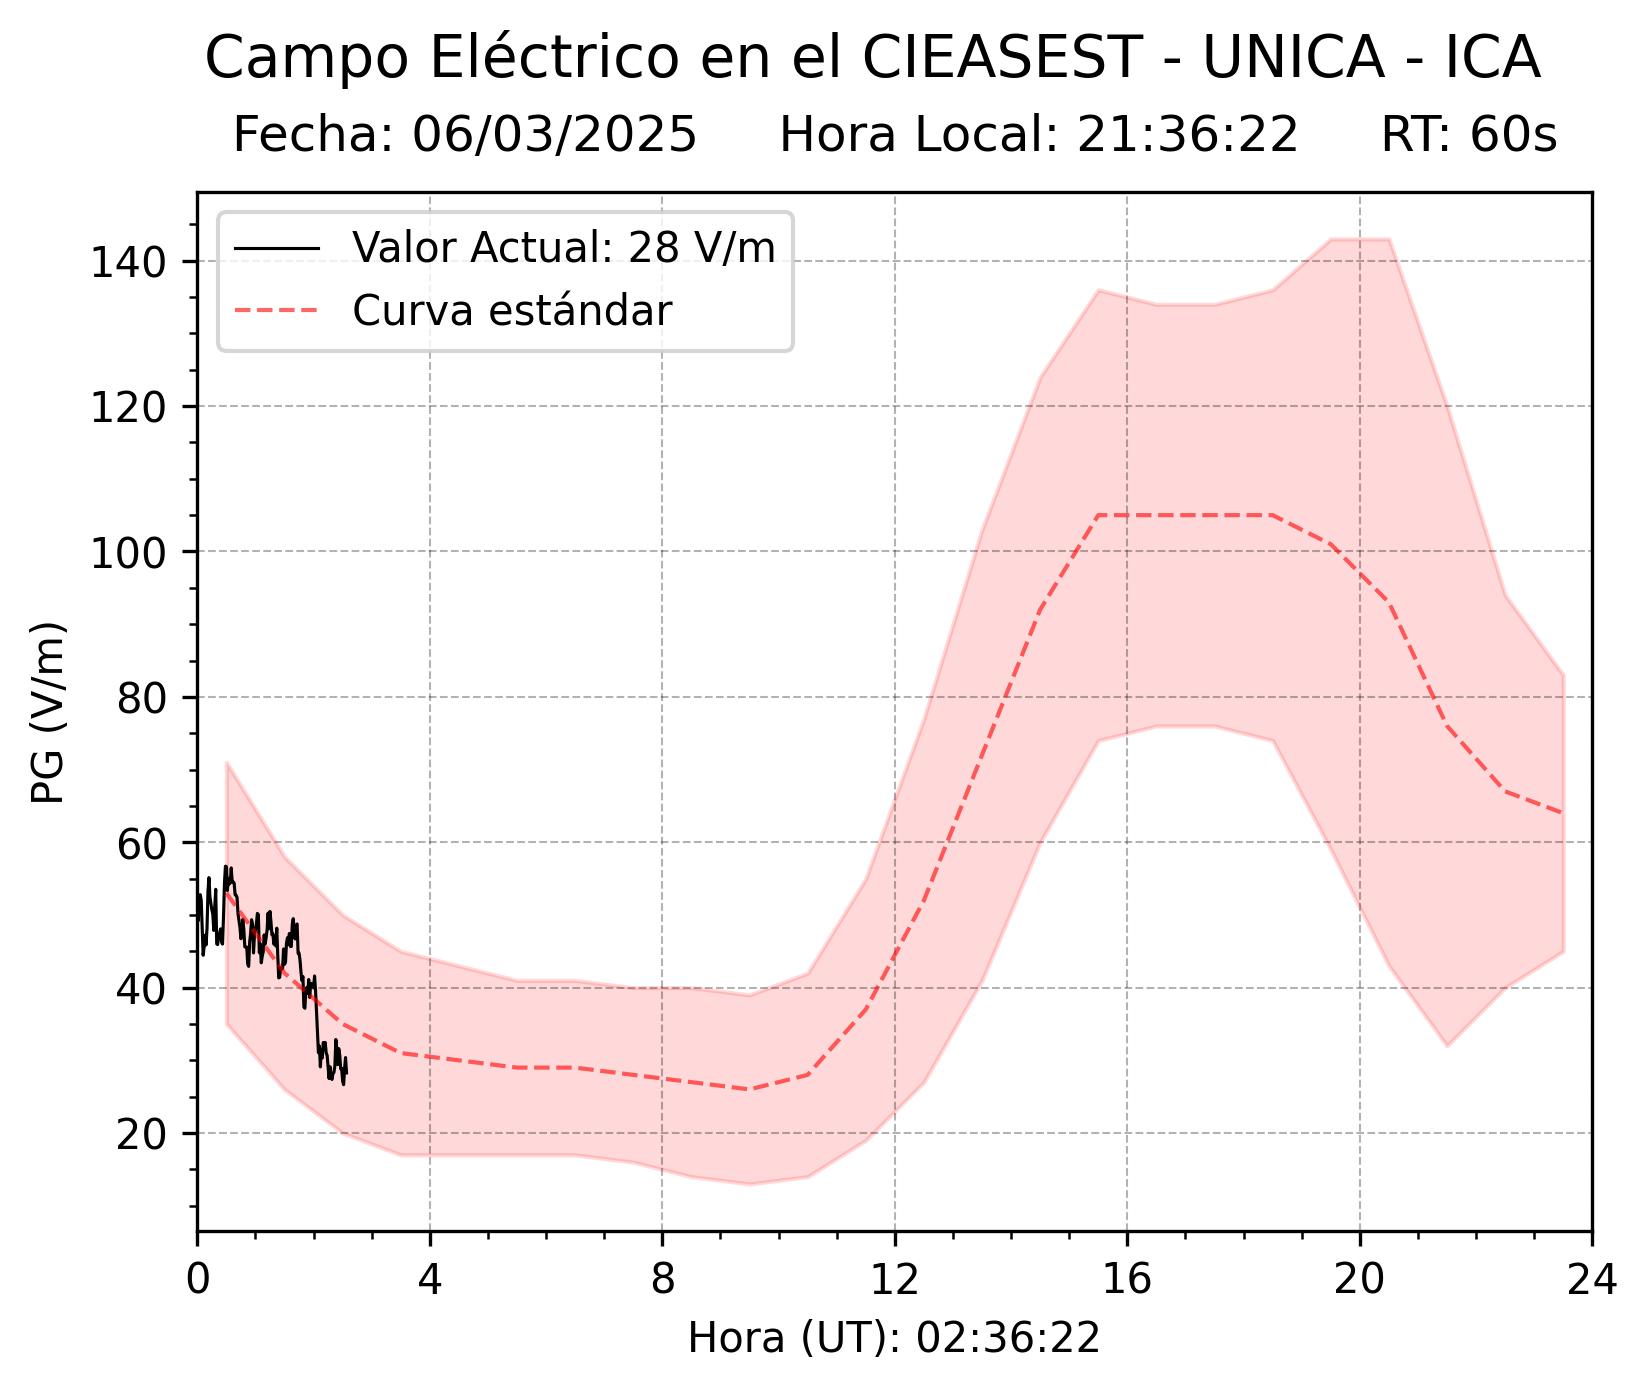 Campo Eléctrico en el CIEASEST - UNICA - ICA
Fecha: 06/03/2025 Hora Local: 21:36:22 RT: 60s
Valor Actual: 28 V/m
Curva estándar
140
120
100
80
60
40
20
PG (V/m)
0 4 8 12 16 20 24
Hora (UT): 02:36:22